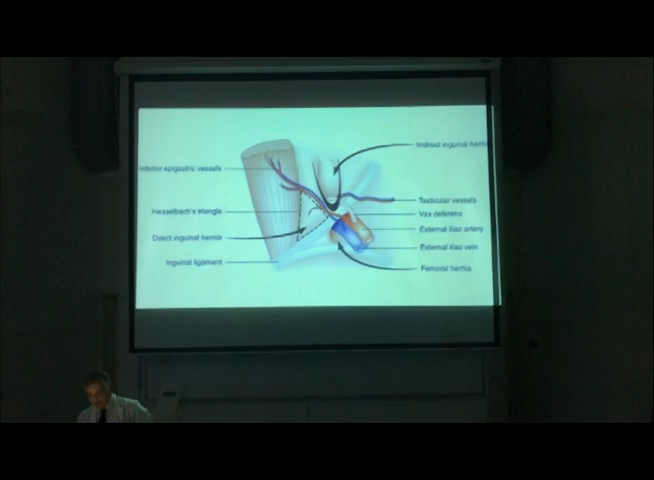 Inferior epigastric vessels
Hesselbach's triangle
Direct inguinal hernia
Inguinal ligament
Indirect inguinal herni
Testicular vessels
Vas deferens
External iliac artery
External iliac vein
Femoral hernia